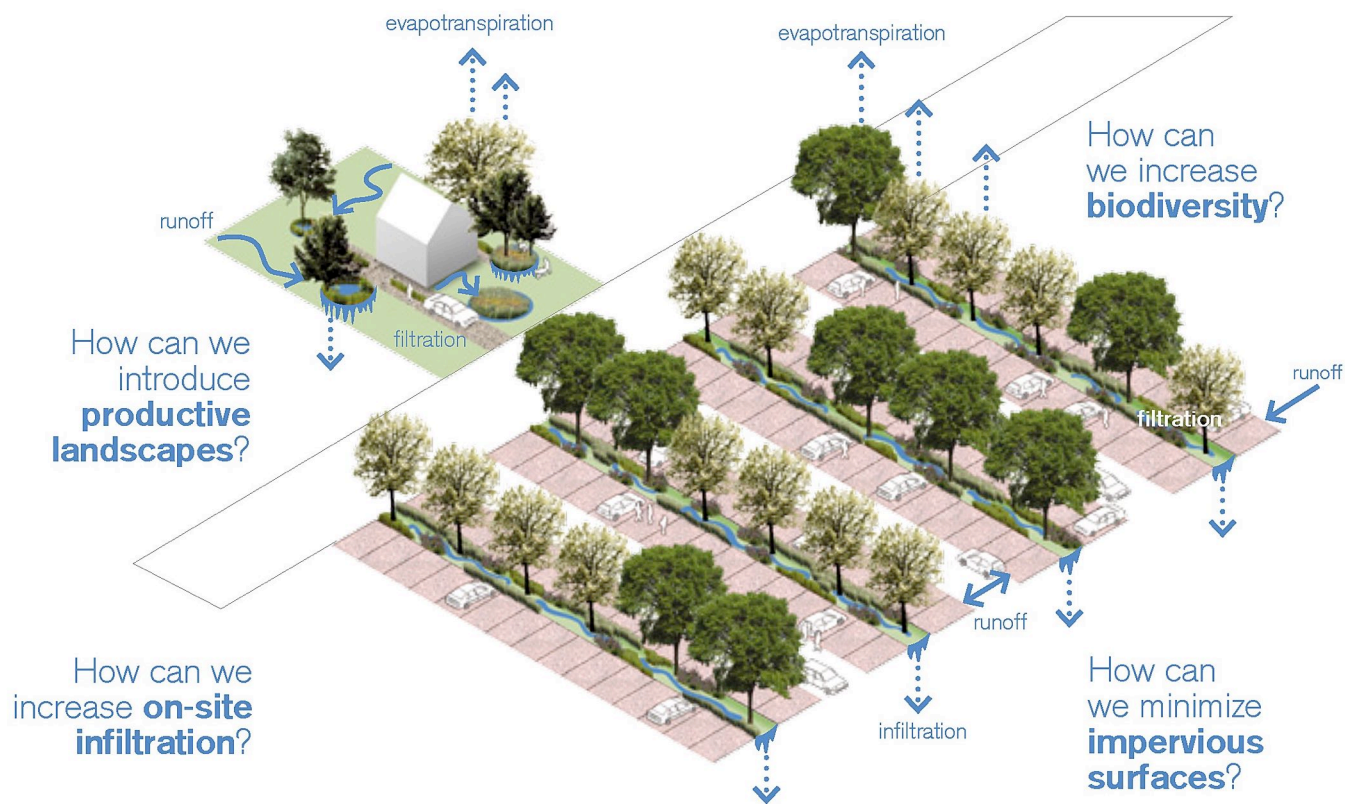 evapotranspiration
evapotranspiration
How can
we increase
biodiversity?
runoff
filtration
How can we
introduce
productive
landscapes?
runoff
filtration
runoff
How can we
increase on-site
infiltration?
infiltration
How can
we minimize
impervious
surfaces?